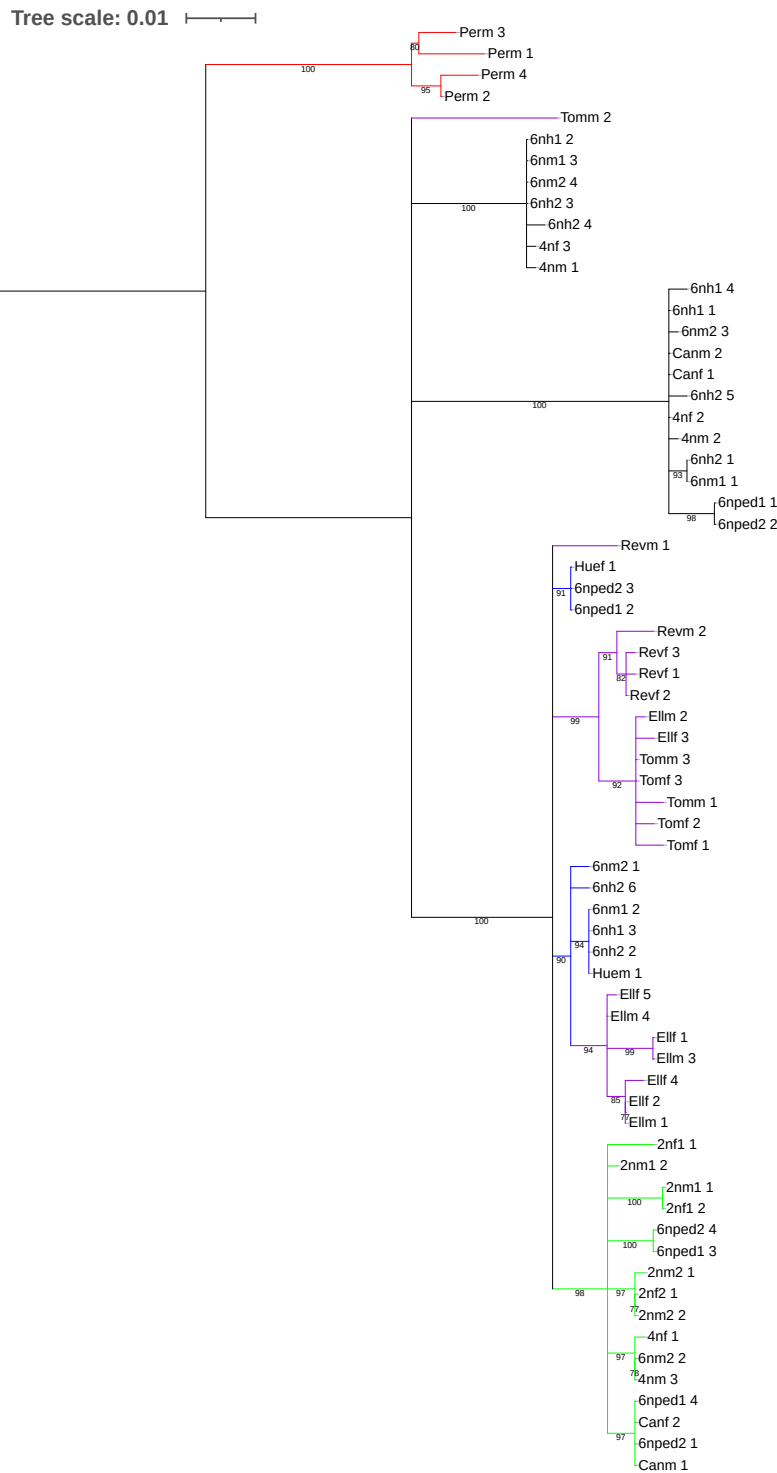 Tree scale: 0.01
Perm 3
80
Perm 1
100
Perm 4
95
Perm 2
Tomm 2
6nh1 2
6nm1 3
6nm2 4
6nh2 3
100
6nh2 4
4nf 3
4nm 1
6nh1 4
6nh1 1
6nm2 3
Canm 2
Canf 1
6nh2 5
100
4nf 2
4nm 2
6nh2 1
93
6nm1 1
6nped1 1
98
6nped2 2
Revm 1
Huef 1
91
6nped2 3
6nped1 2
Revm 2
91
Revf 3
82
Revf 1
Revf 2
99
Ellm 2
Ellf 3
Tomm 3
Tomf 3
92
Tomm 1
Tomf 2
Tomf 1
6nm2 1
6nh2 6
6nm1 2
100
6nh1 3
94
6nh2 2
90
Huem 1
Ellf 5
Ellm 4
Ellf 1
94
99
Ellm 3
Ellf 4
85
Ellf 2
77
Ellm 1
2nf1 1
2nm1 2
2nm1 1
100
2nf1 2
6nped2 4
100
6nped1 3
2nm2 1
98
97
2nf2 1
77
2nm2 2
4nf 1
97
6nm2 2
78
4nm 3
6nped1 4
Canf 2
97
6nped2 1
Canm 1